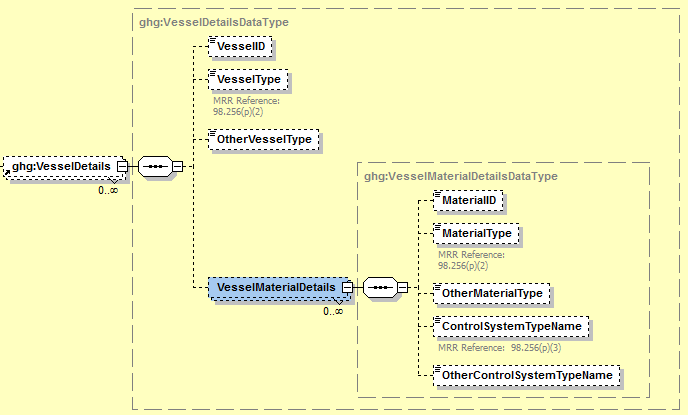 ghg:VesselDetailsDataType
VesselID
VesselType
MRR Reference:
98.256(p)(2)
OtherVesselType
ghg:VesselDetails
0..∞
ghg:VesselMaterialDetailsDataType
MaterialID
MaterialType
MRR Reference:
98.256(p)(2)
VesselMaterialDetails
0..∞
OtherMaterialType
ControlSystemTypeName
MRR Reference: 98.256(p)(3)
OtherControlSystemTypeName